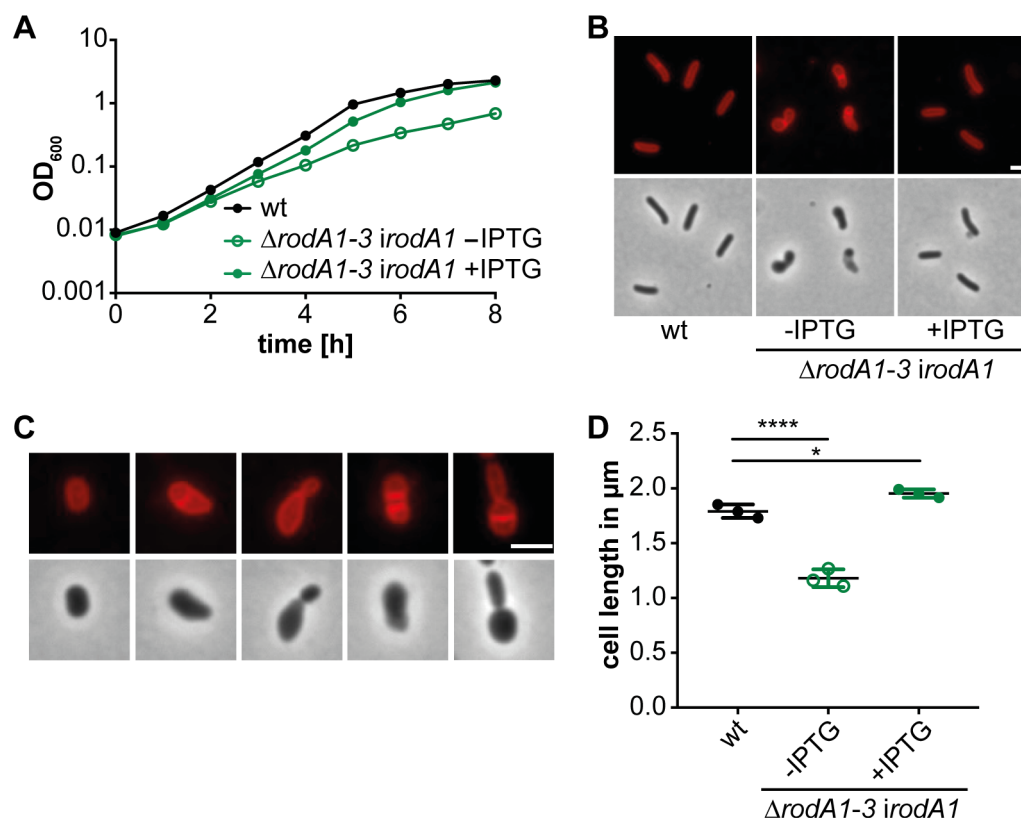 A
OD600
10
1
0.1
0.01
0.001
0
2
4
6
8
time [h]
wt
ΔrodA1-3 irodA1 –IPTG
ΔrodA1-3 irodA1 +IPTG
B
wt
-IPTG
+IPTG
ΔrodA1-3 irodA1
C
D
cell length in µm
2.5
2.0
1.5
1.0
0.5
0.0
****
*
wt
-IPTG
+IPTG
ΔrodA1-3 irodA1